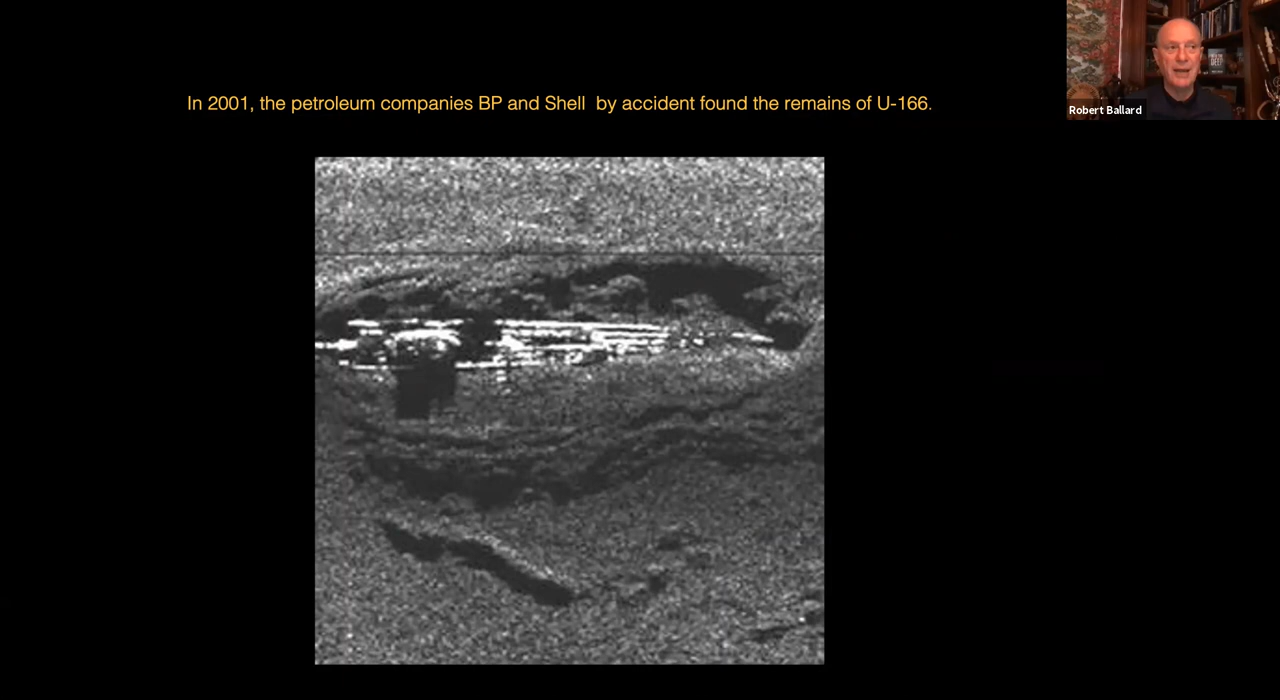 In 2001, the petroleum companies BP and Shell  by accident found the remains of U-166.
Robert Ballard